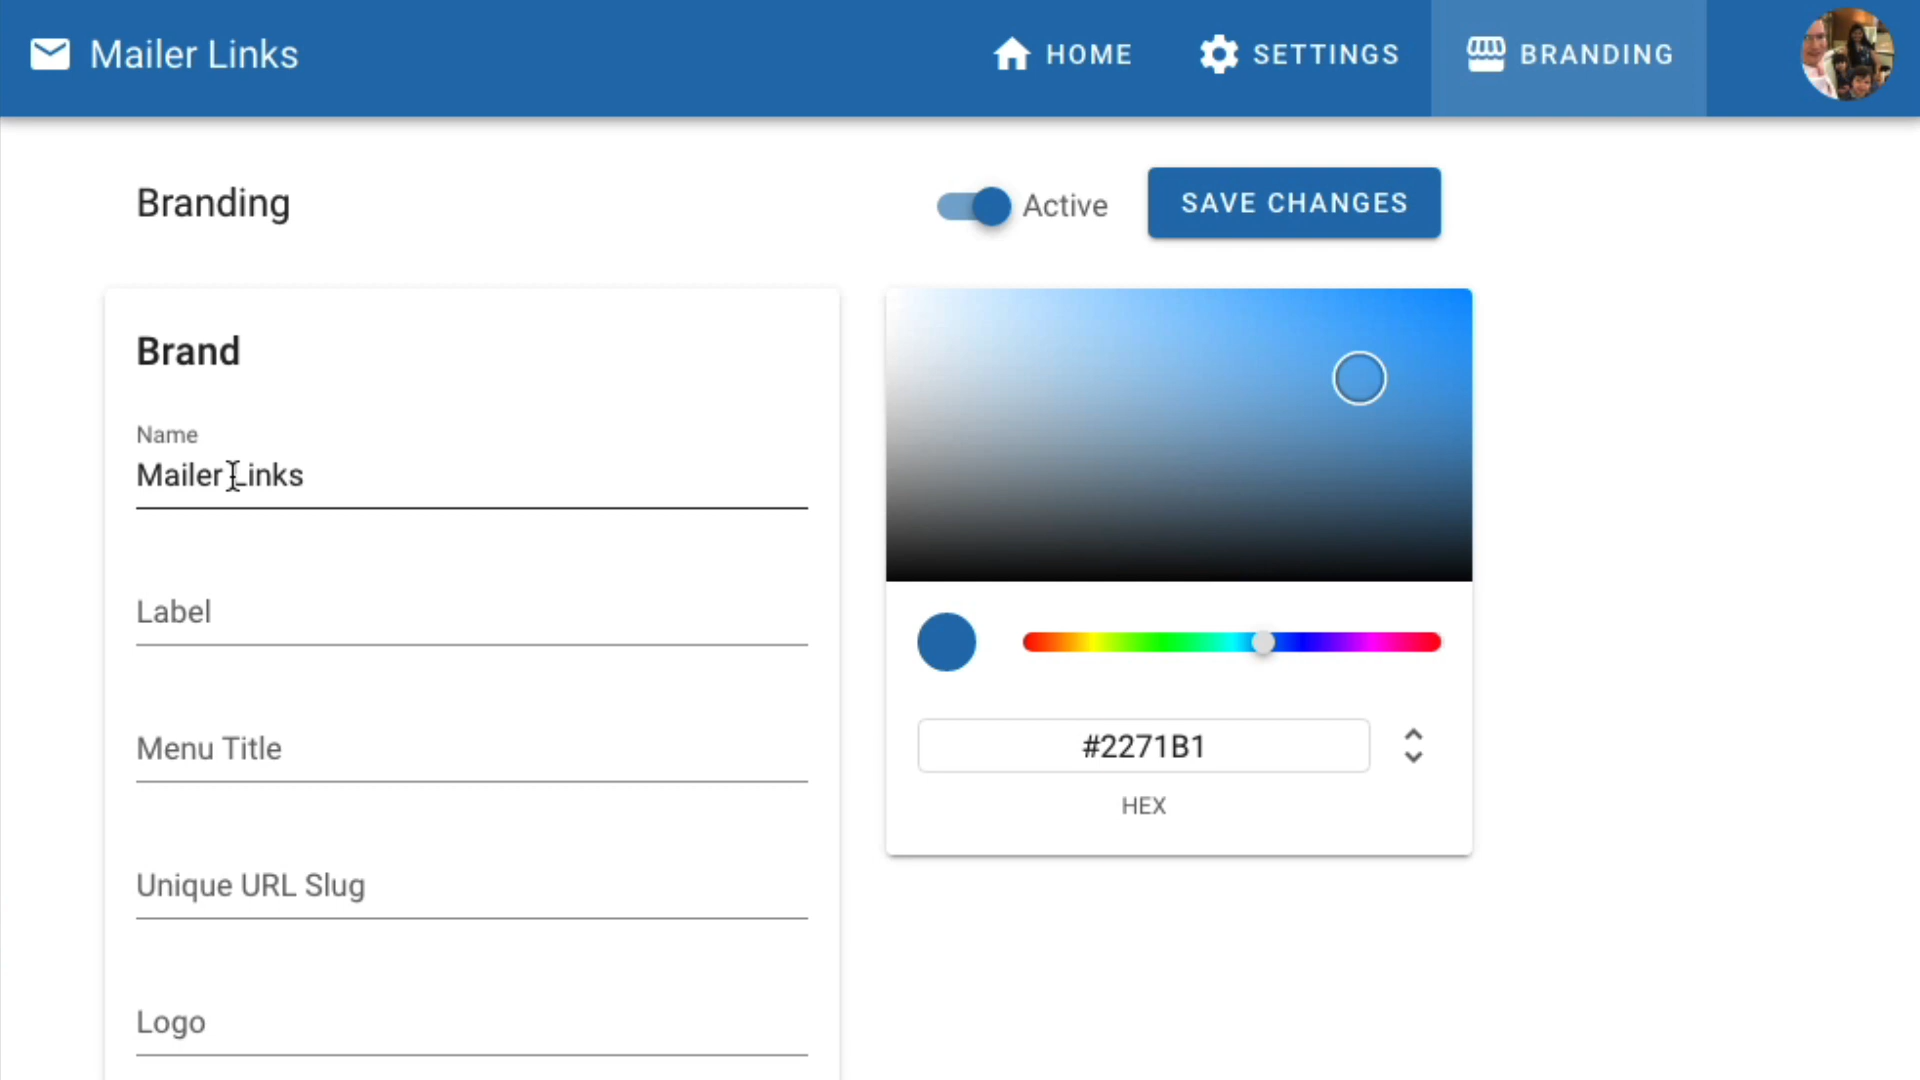 Mailer Links
HOME
SETTINGS
BRANDING
Branding
Active
SAVE CHANGES
Brand
Name
Mailer Links
Label
Menu Title
Unique URL Slug
Logo
#2271B1
HEX